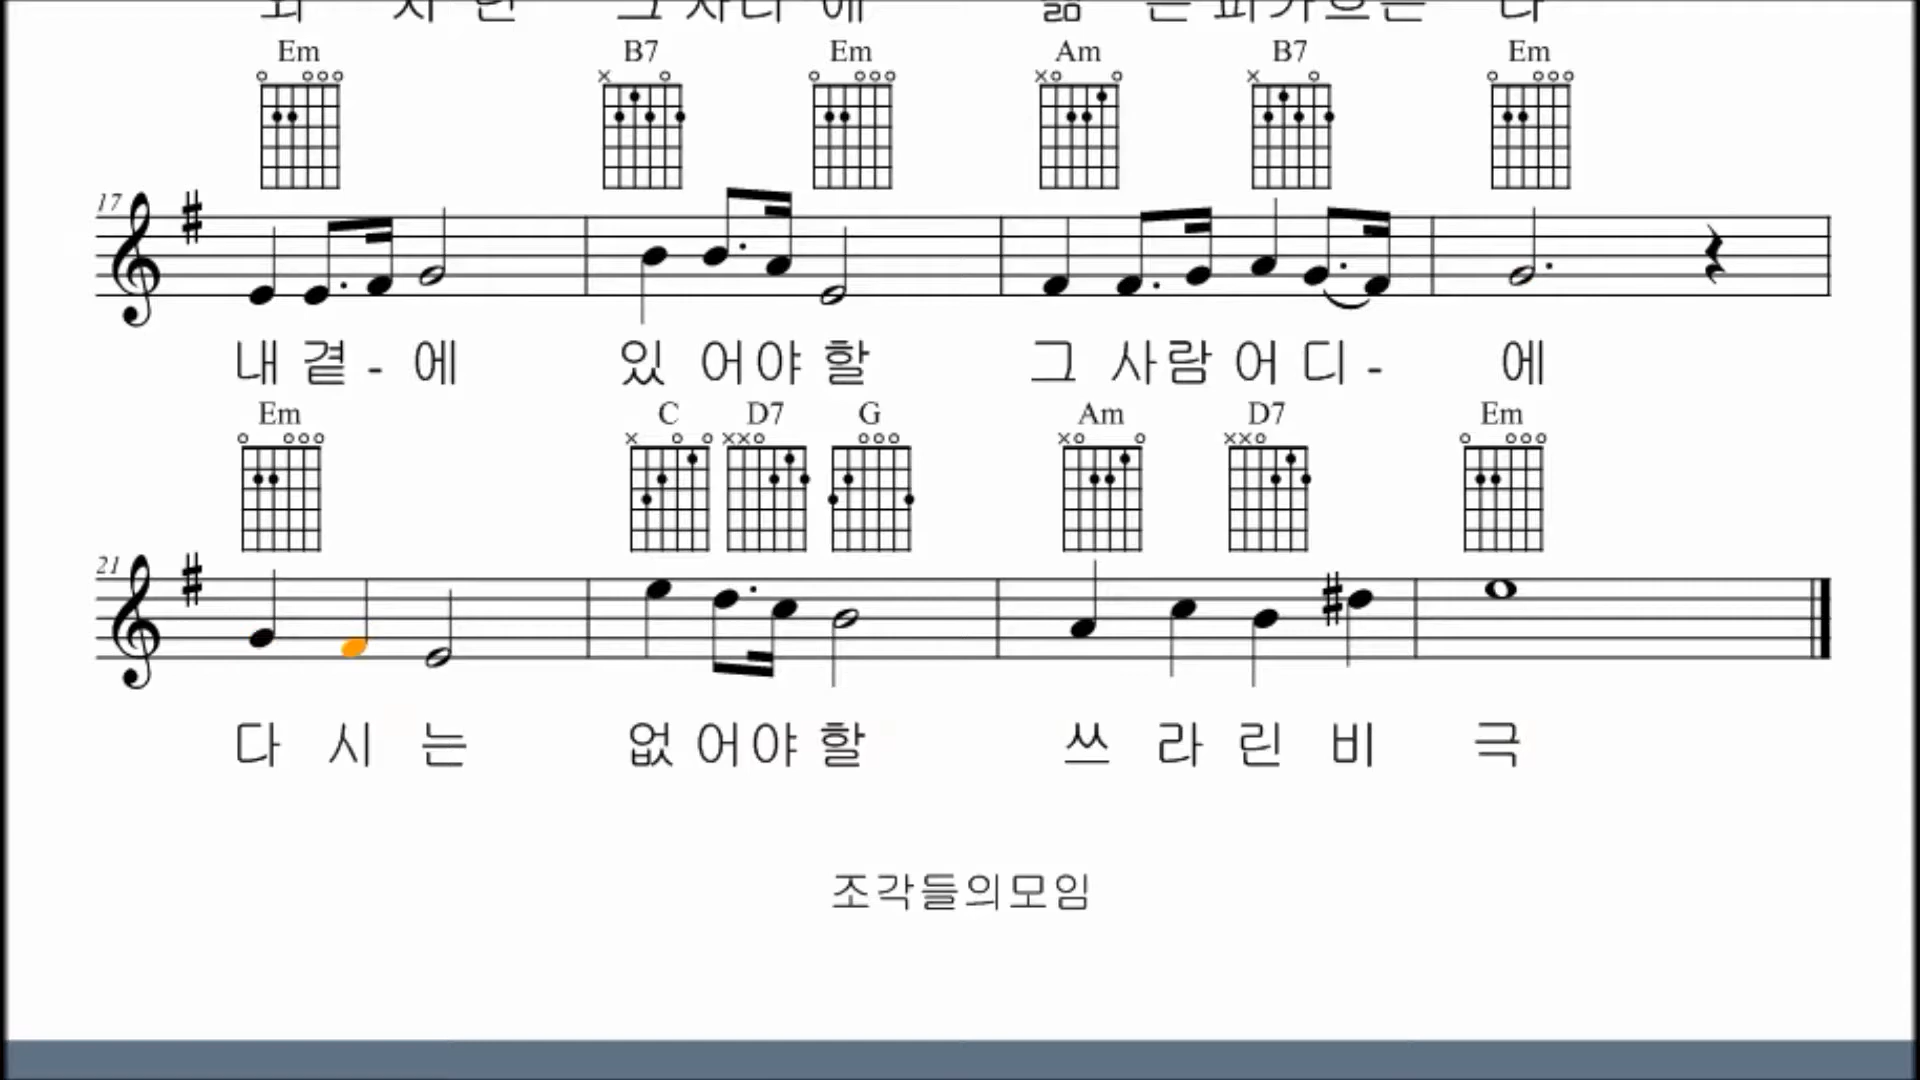 Em B7 Em Am B7 Em
17
내 곁 - 에 있 어야 할 그 사람 어 디 - 에
Em C D7 G Am D7 Em
21
다 시 는 없 어야 할 쓰 라 린 비 극
조각들의모임